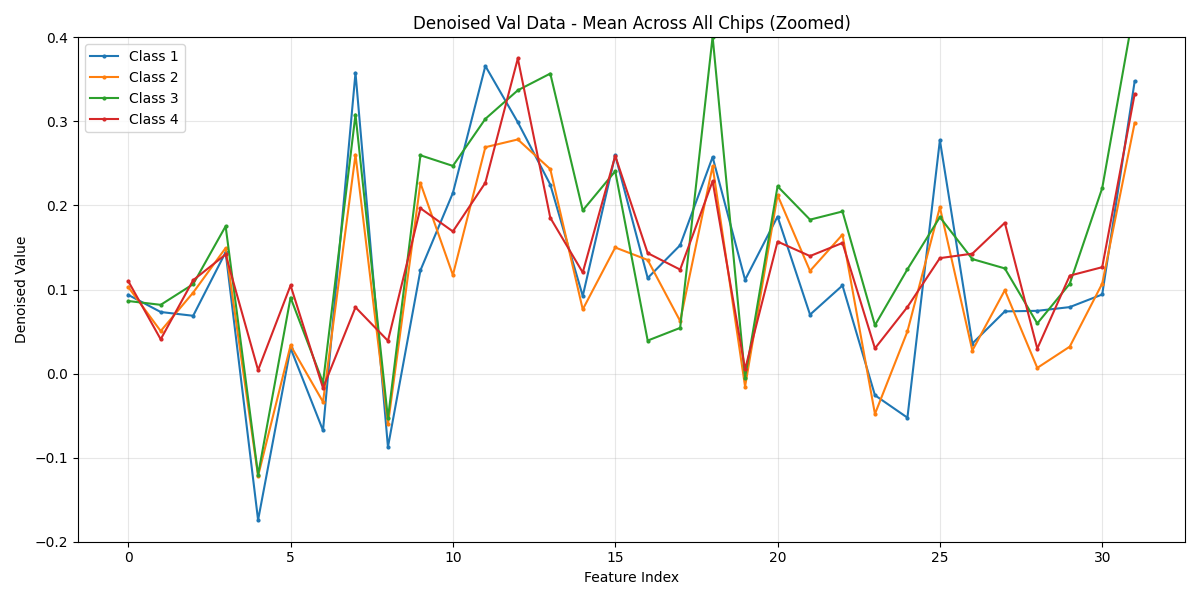 Denoised Val Data - Mean Across All Chips (Zoomed)
Class 1
Class 2
Class 3
Class 4
Denoised Value
0.4
0.3
0.2
0.1
0.0
−0.1
−0.2
0 5 10 15 20 25 30
Feature Index